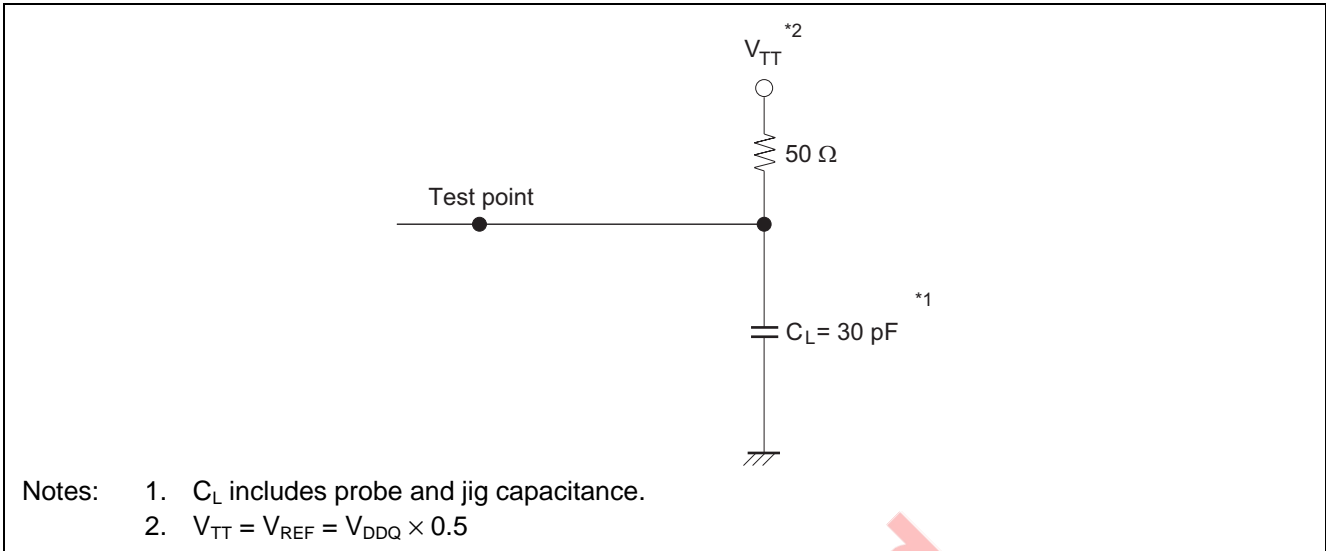 *2
V_TT
50 Ω
Test point
*1
C_L= 30 pF
Notes: 1. C_L includes probe and jig capacitance.
2. V_TT = V_REF = V_DDQ × 0.5